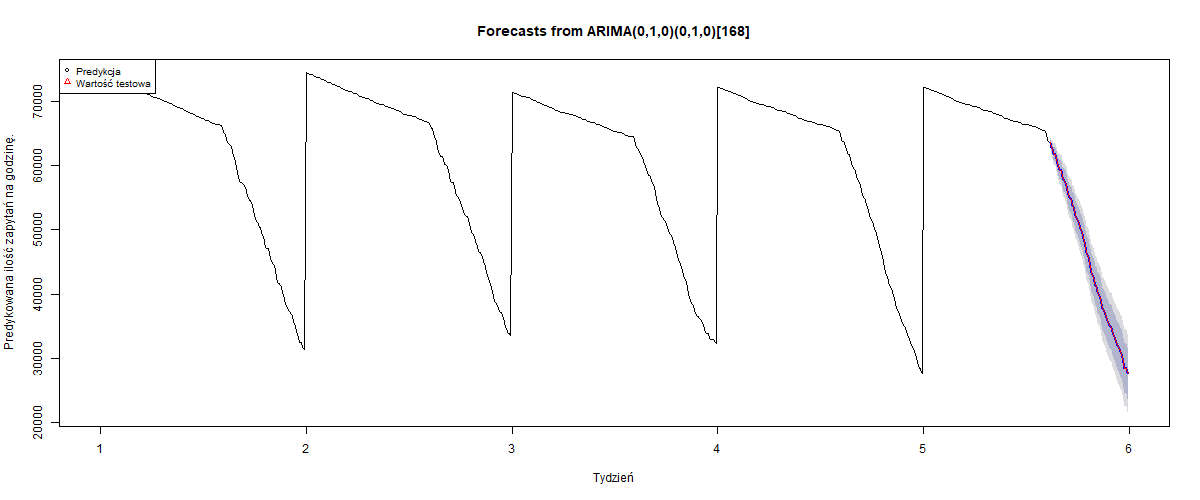 Forecasts from ARIMA(0,1,0)(0,1,0)[168]
Predykcja
Wartość testowa
70000
60000
50000
40000
30000
20000
Predykowana ilość zapytań na godzinę.
1 2 3 4 5 6
Tydzień